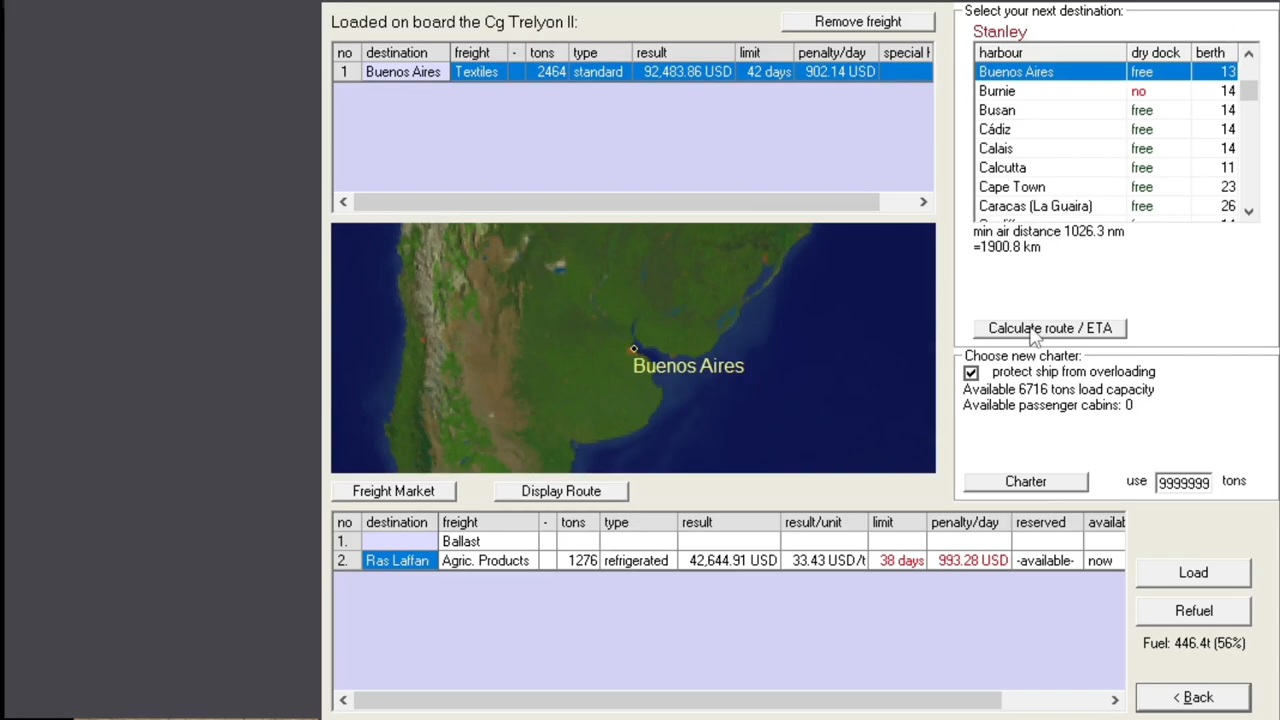 Loaded on board the Cg Trelyon II:
Remove freight
no destination freight - tons type result limit penalty/day special
1 Buenos Aires Textiles 2464 standard 92,483.86 USD 42 days 902.14 USD
Buenos Aires
Freight Market
Display Route
no destination freight - tons type result result/unit limit penalty/day reserved availat
1. Ballast
2. Ras Laffan Agric. Products 1276 refrigerated 42,644.91 USD 33.43 USD/t 38 days 993.28 USD -available- now
Select your next destination:
Stanley
harbour dry dock berth
Buenos Aires free 13
Burnie no 14
Busan free 14
Cádiz free 14
Calais free 14
Calcutta free 11
Cape Town free 23
Caracas (La Guaira) free 26
min air distance 1026.3 nm
=1900.8 km
Calculate route / ETA
Choose new charter:
protect ship from overloading
Available 6716 tons load capacity
Available passenger cabins: 0
Charter use 9999999 tons
Load
Refuel
Fuel: 446.4t (56%)
< Back